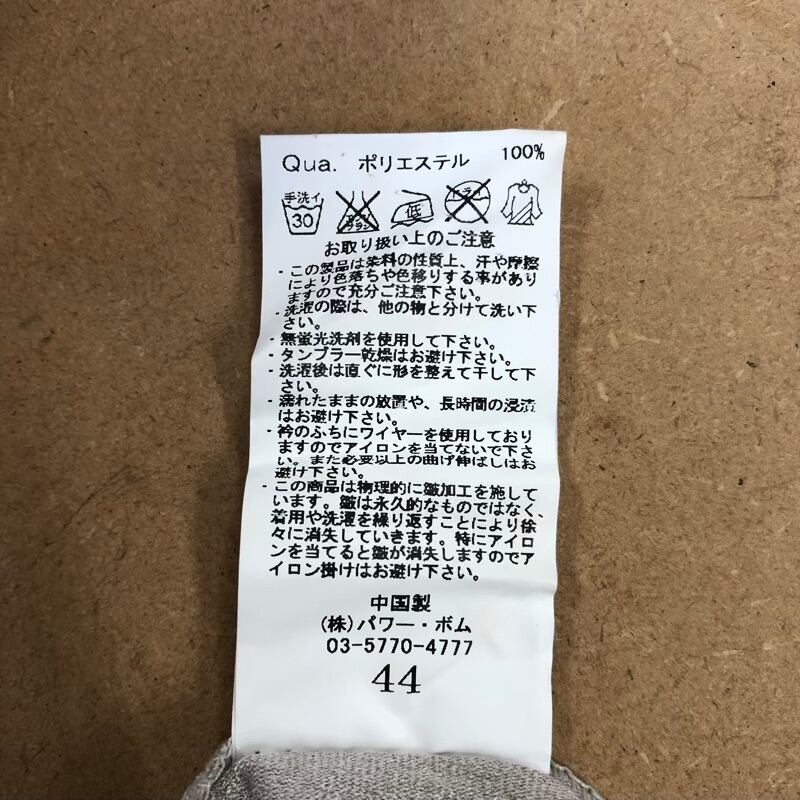 Qua. ポリエステル 100%
手洗イ
30
エンソ
サラシ
低
ドライ
お取り扱い上のご注意
・この製品は染料の性質上、汗や摩擦
により色落ちや色移りする事があり
ますので充分ご注意下さい。
・洗濯の際は、他の物と分けて洗い下
さい。
・無蛍光洗剤を使用して下さい。
・タンブラー乾燥はお避け下さい。
・洗濯後は直ぐに形を整えて干して下
さい。
・濡れたままの放置や、長時間の浸漬
はお避け下さい。
・衿のふちにワイヤーを使用しており
ますのでアイロンを当てないで下さ
い。また必要以上の曲げ伸ばしはお
避け下さい。
・この商品は物理的に皺加工を施して
います。皺は永久的なものではなく、
着用や洗濯を繰り返すことにより徐
々に消失していきます。特にアイロ
ンを当てると皺が消失しますのでア
イロン掛けはお避け下さい。
中国製
(株)パワー・ボム
03-5770-4777
44